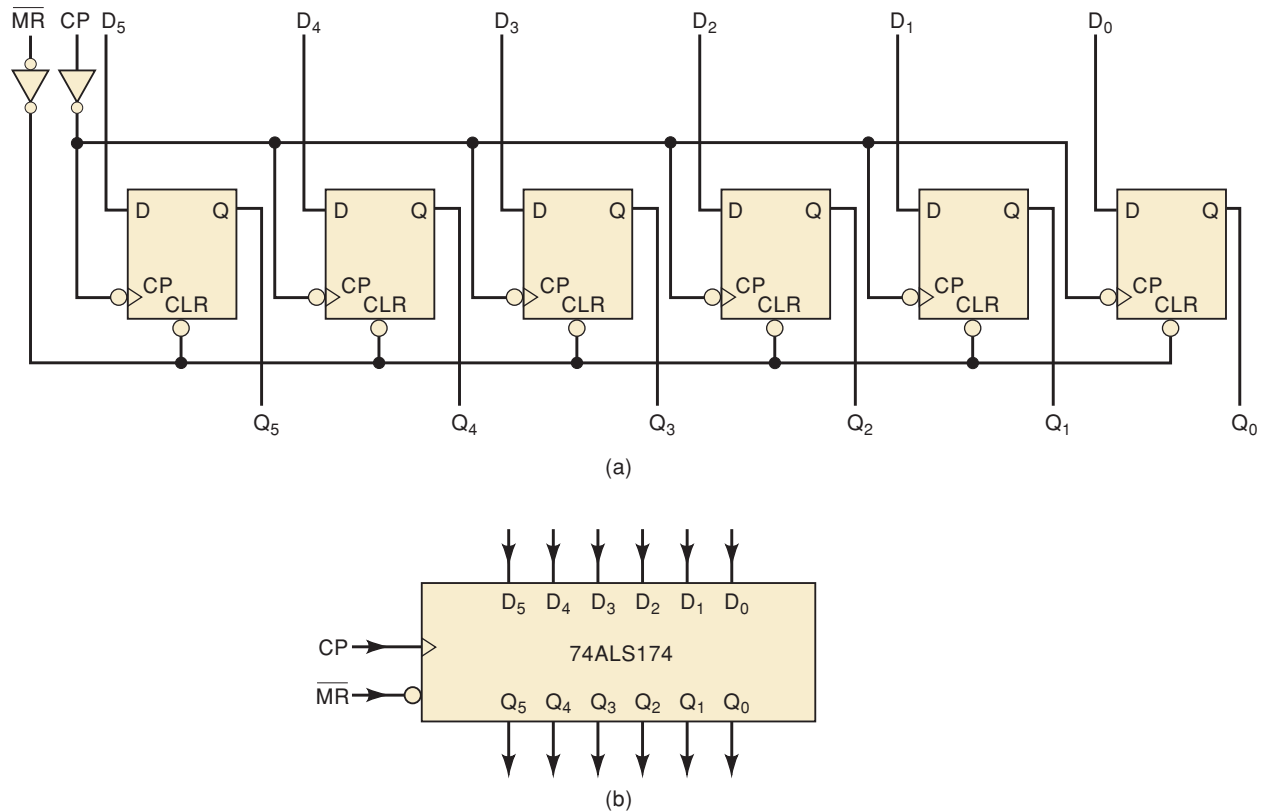 M̅R̅ CP D₅ D₄ D₃ D₂ D₁ D₀
D Q D Q D Q D Q D Q D Q
CP CP CP CP CP CP
CLR CLR CLR CLR CLR CLR
Q₅ Q₄ Q₃ Q₂ Q₁ Q₀
(a)
D₅ D₄ D₃ D₂ D₁ D₀
CP 74ALS174
M̅R̅ Q₅ Q₄ Q₃ Q₂ Q₁ Q₀
(b)